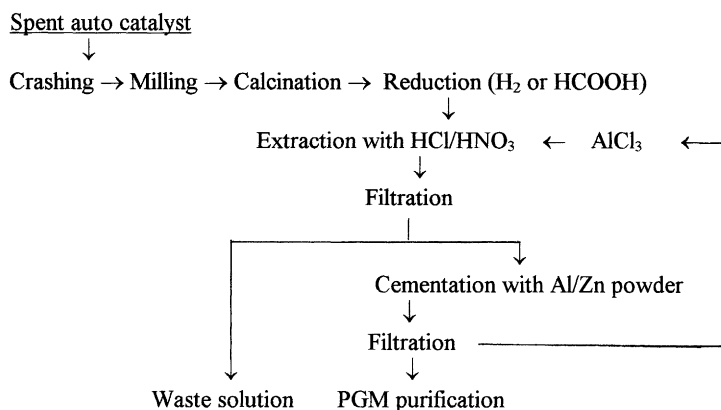 Spent auto catalyst
Crashing → Milling → Calcination → Reduction (H₂ or HCOOH)
Extraction with HCl/HNO₃ ← AlCl₃ ←
Filtration
Cementation with Al/Zn powder
Filtration
Waste solution PGM purification